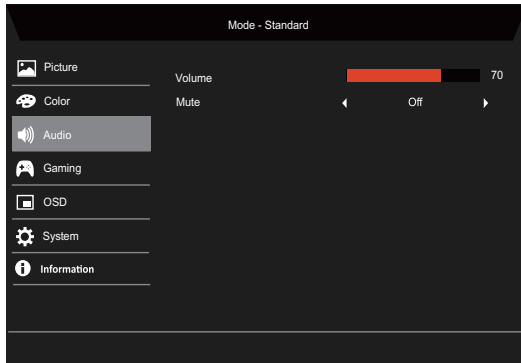 Mode - Standard
Picture
Volume 70
Color
Mute Off
Audio
Gaming
OSD
System
Information